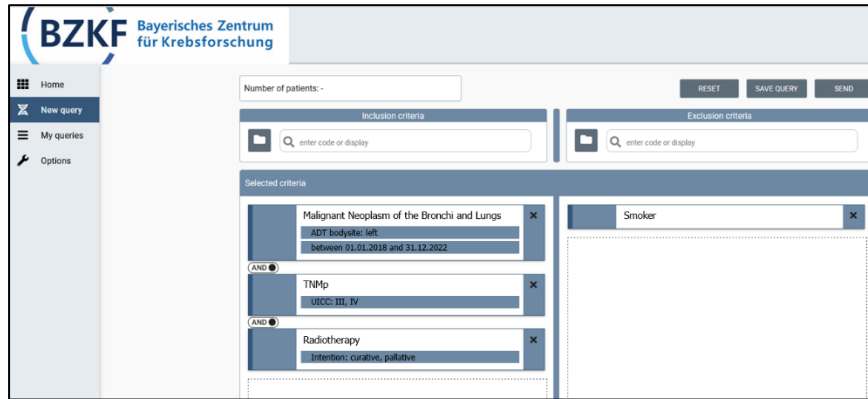 BZKF Bayerisches Zentrum
für Krebsforschung
Home
New query
My queries
Options
Number of patients: -
RESET
SAVE QUERY
SEND
Inclusion criteria
enter code or display
Exclusion criteria
enter code or display
Selected criteria
Malignant Neoplasm of the Bronchi and Lungs
ADT bodysite: left
between 01.01.2018 and 31.12.2022
AND
TNMp
UICC: III, IV
AND
Radiotherapy
Intention: curative, pallative
Smoker